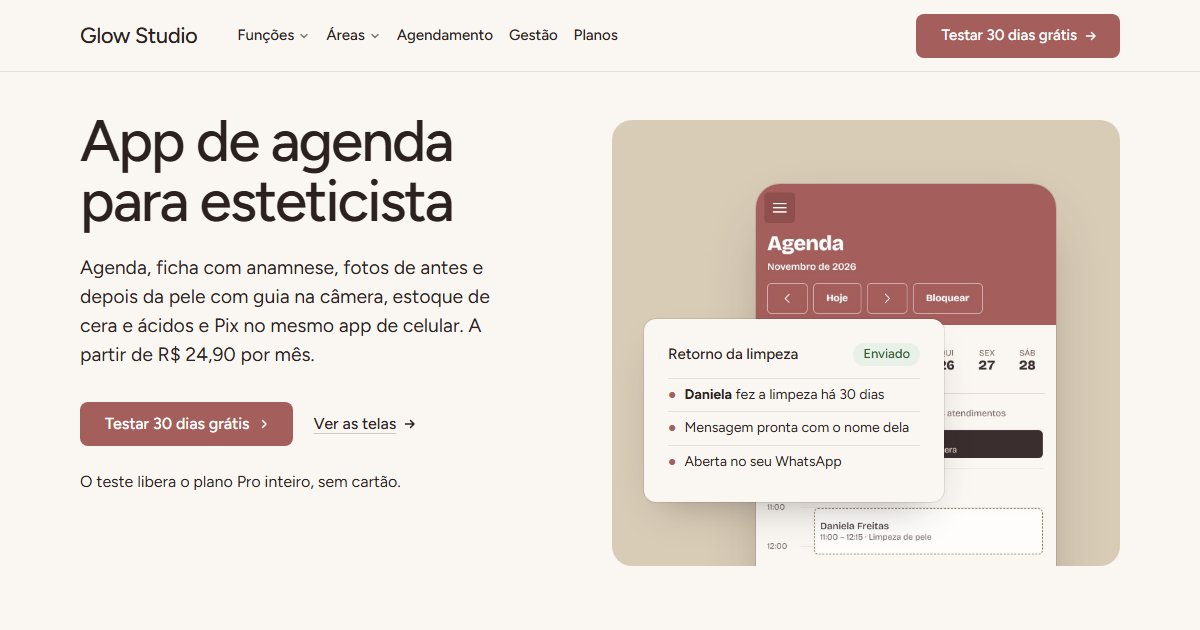 Glow Studio
Funções
Áreas
Agendamento
Gestão
Planos
Testar 30 dias grátis
App de agenda
para esteticista
Agenda, ficha com anamnese, fotos de antes e
depois da pele com guia na câmera, estoque de
cera e ácidos e Pix no mesmo app de celular. A
partir de R$ 24,90 por mês.
Testar 30 dias grátis
Ver as telas
O teste libera o plano Pro inteiro, sem cartão.
Agenda
Novembro de 2026
Hoje
Bloquear
Retorno da limpeza
Enviado
Daniela fez a limpeza há 30 dias
Mensagem pronta com o nome dela
Aberta no seu WhatsApp
SEX
SÁB
26
27
28
atendimentos
11:00
Daniela Freitas
11:00 – 12:15 · Limpeza de pele
12:00